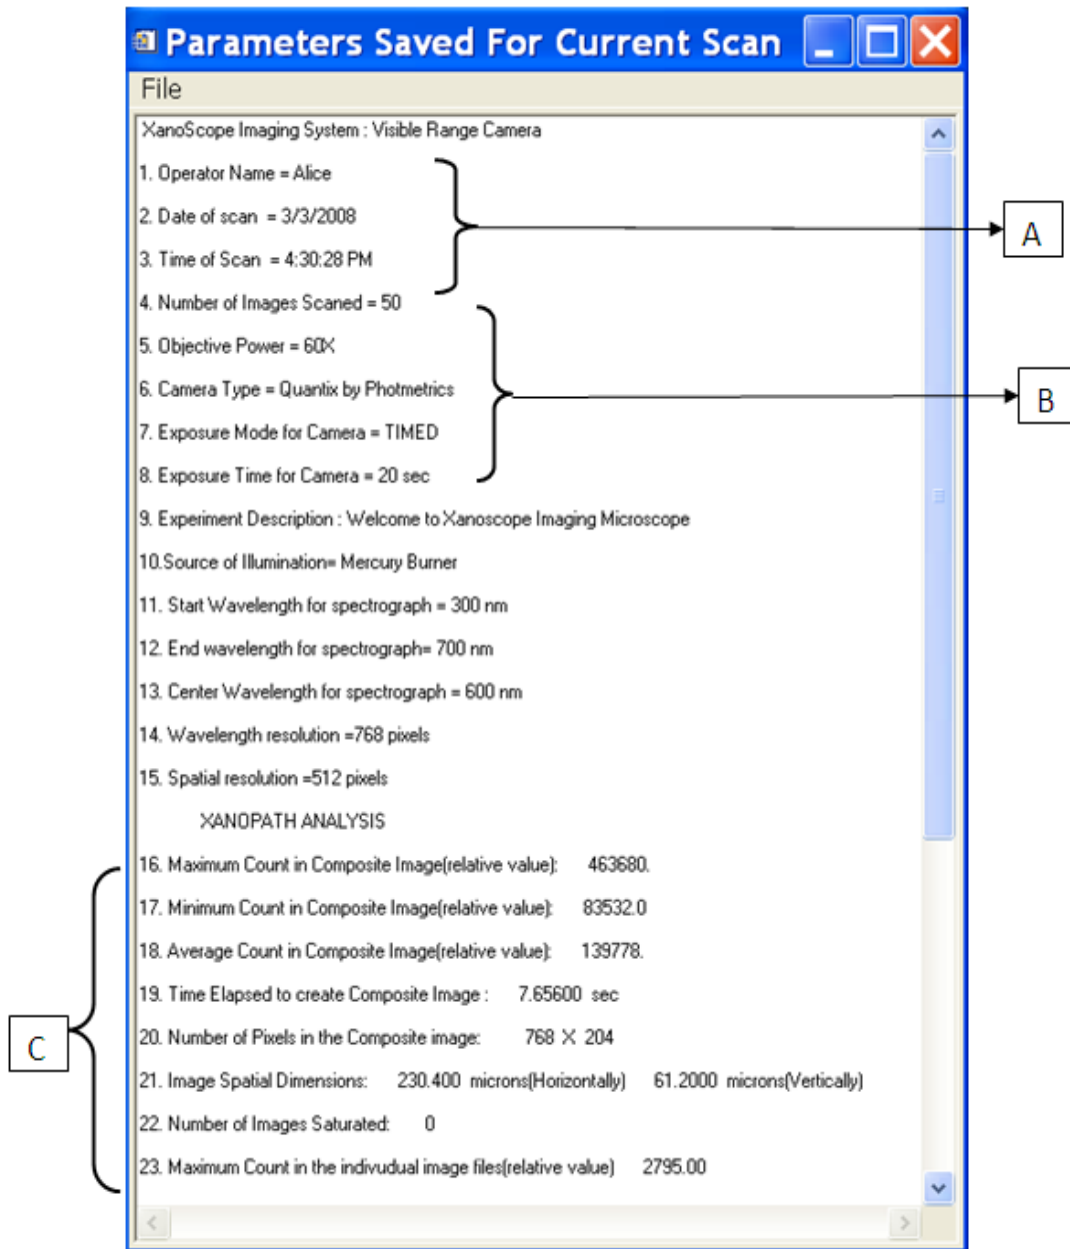 Parameters Saved For Current Scan
File
XanoScope Imaging System : Visible Range Camera
1. Operator Name = Alice
2. Date of scan = 3/3/2008
3. Time of Scan = 4:30:28 PM
A
4. Number of Images Scaned = 50
5. Objective Power = 60X
6. Camera Type = Quantix by Photmetrics
B
7. Exposure Mode for Camera = TIMED
8. Exposure Time for Camera = 20 sec
9. Experiment Description : Welcome to Xanoscope Imaging Microscope
10.Source of Illumination= Mercury Burner
11. Start Wavelength for spectrograph = 300 nm
12. End wavelength for spectrograph= 700 nm
13. Center Wavelength for spectrograph = 600 nm
14. Wavelength resolution =768 pixels
15. Spatial resolution =512 pixels
XANOPATH ANALYSIS
16. Maximum Count in Composite Image(relative value): 463680.
17. Minimum Count in Composite Image(relative value): 83532.0
18. Average Count in Composite Image(relative value): 139778.
19. Time Elapsed to create Composite Image : 7.65600 sec
20. Number of Pixels in the Composite image: 768 X 204
C
21. Image Spatial Dimensions: 230.400 microns(Horizontally) 61.2000 microns(Vertically)
22. Number of Images Saturated: 0
23. Maximum Count in the indivudual image files(relative value) 2795.00